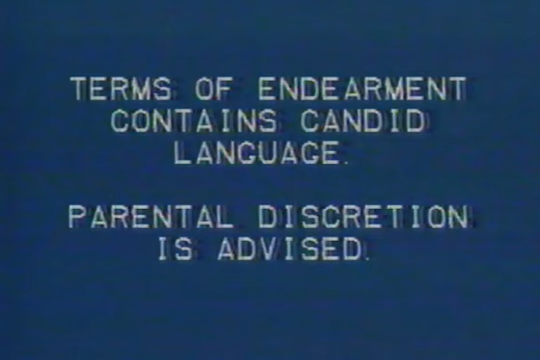 TERMS OF ENDEARMENT
CONTAINS CANDID
LANGUAGE.
PARENTAL DISCRETION
IS ADVISED.